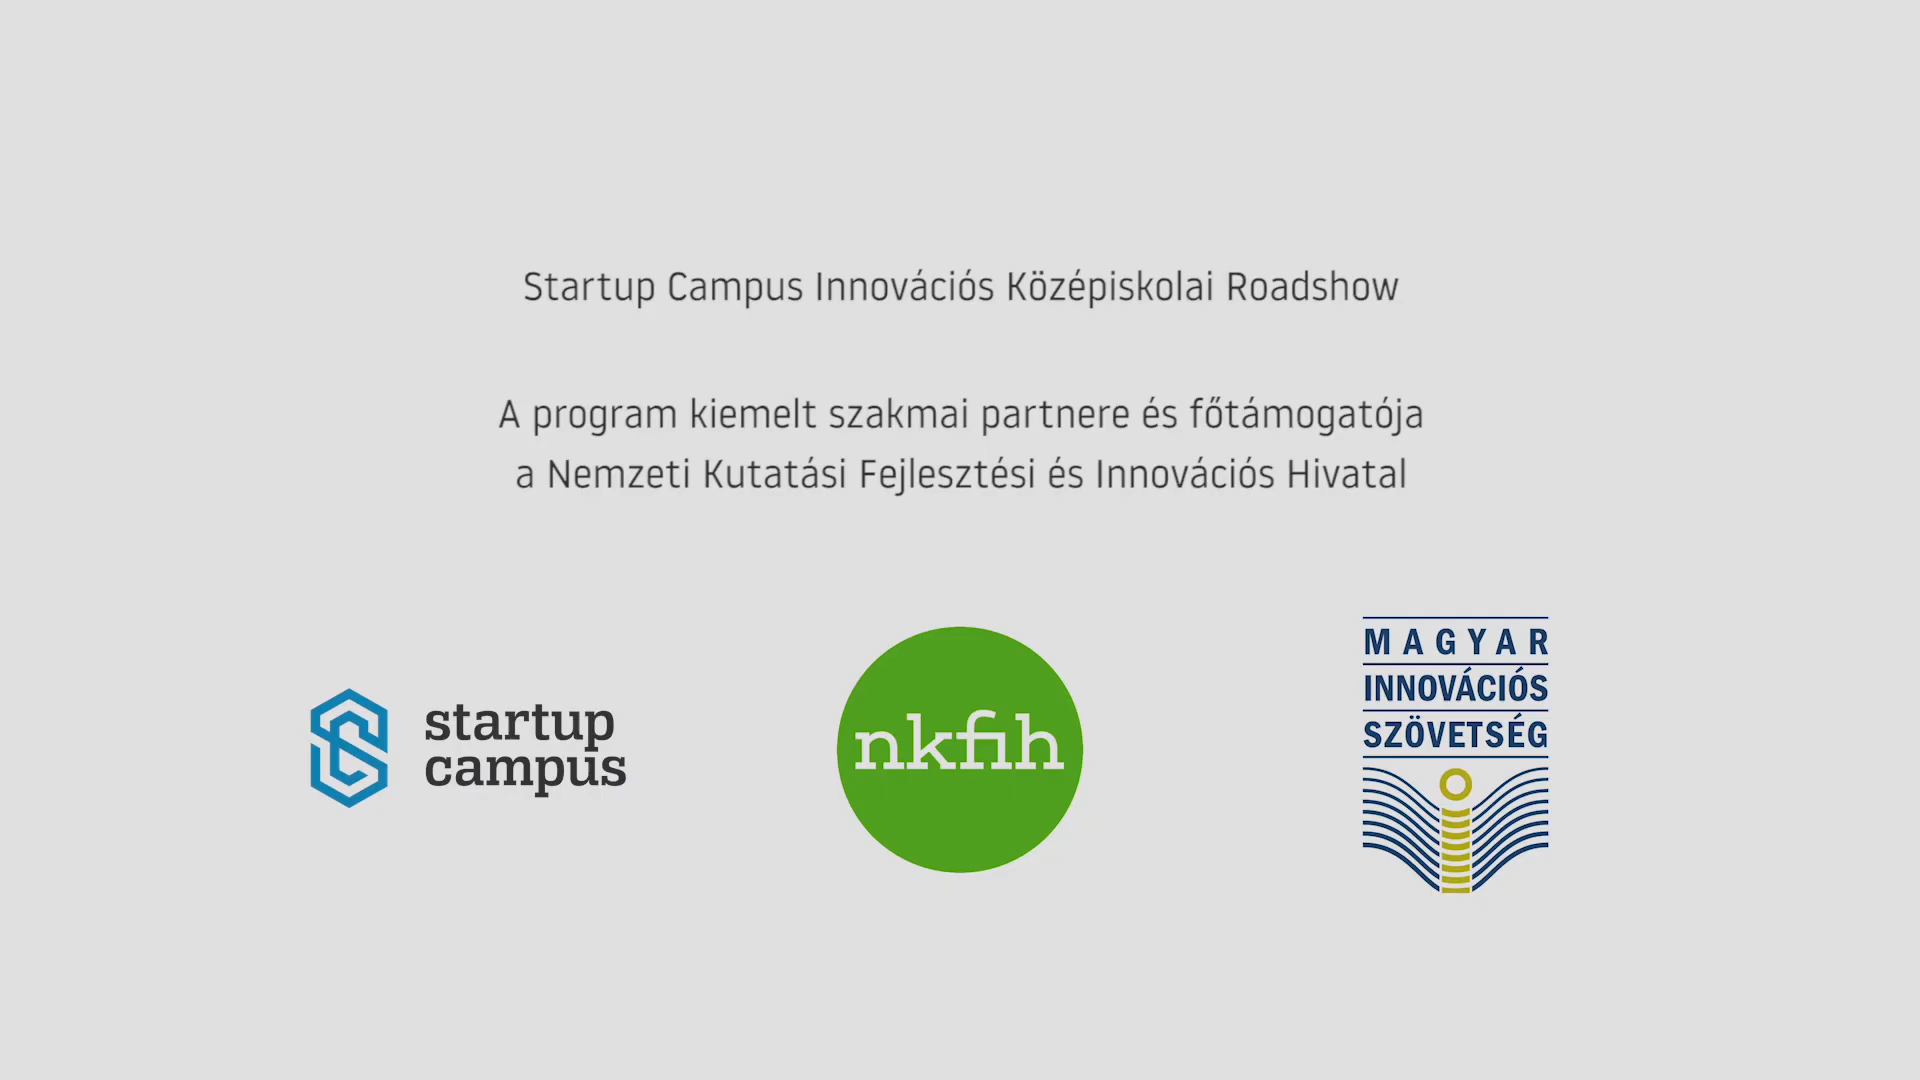 Startup Campus Innovációs Középiskolai Roadshow
A program kiemelt szakmai partnere és főtámogatója
a Nemzeti Kutatási Fejlesztési és Innovációs Hivatal
startup
campus
nkfih
MAGYAR
INNOVÁCIÓS
SZÖVETSÉG